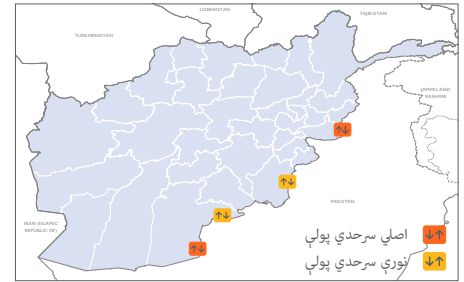 UZBEKISTAN
TAJIKISTAN
TURKMENISTAN
JAMMU AND
KASHMIR
PAKISTAN
IRAN (ISLAMIC
REPUBLIC OF)
اصلي سرحدي پولې
نورې سرحدي پولې